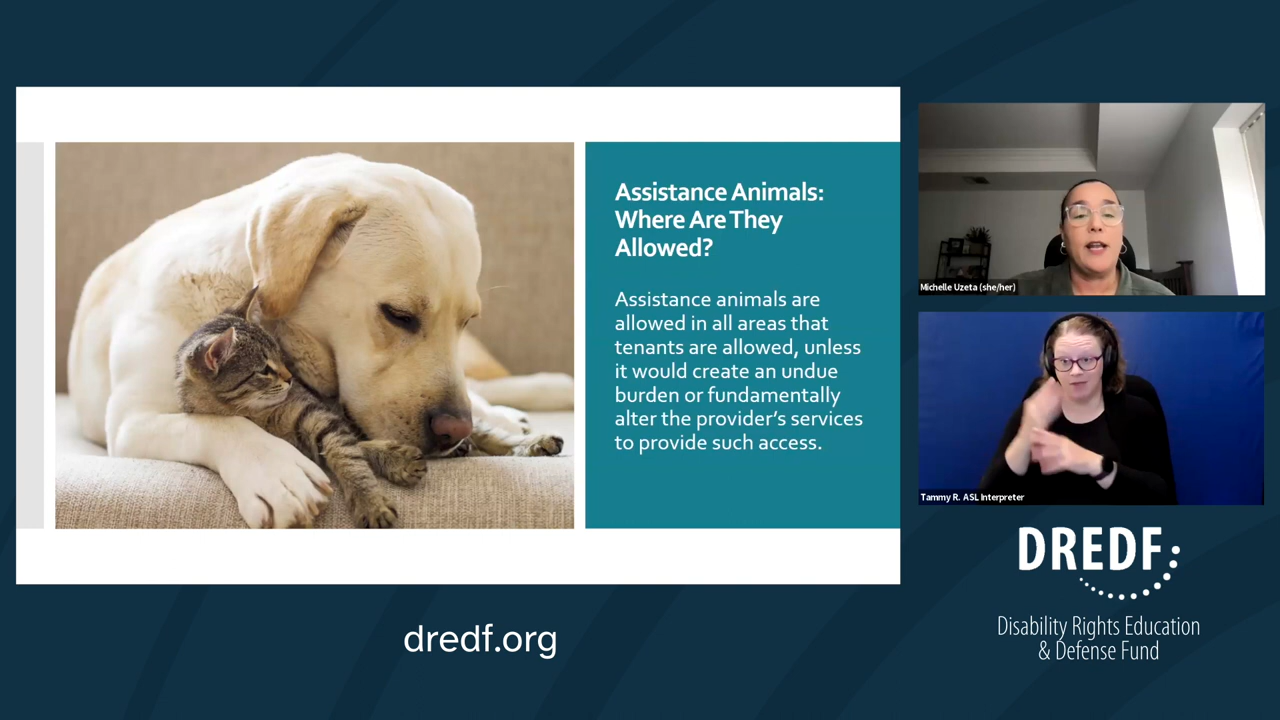 Assistance Animals:
Where Are They
Allowed?
Assistance animals are
allowed in all areas that
tenants are allowed, unless
it would create an undue
burden or fundamentally
alter the provider's services
to provide such access.
Michelle Uzeta (she/her)
Tammy R. ASL Interpreter
DREDF
Disability Rights Education
& Defense Fund
dredf.org